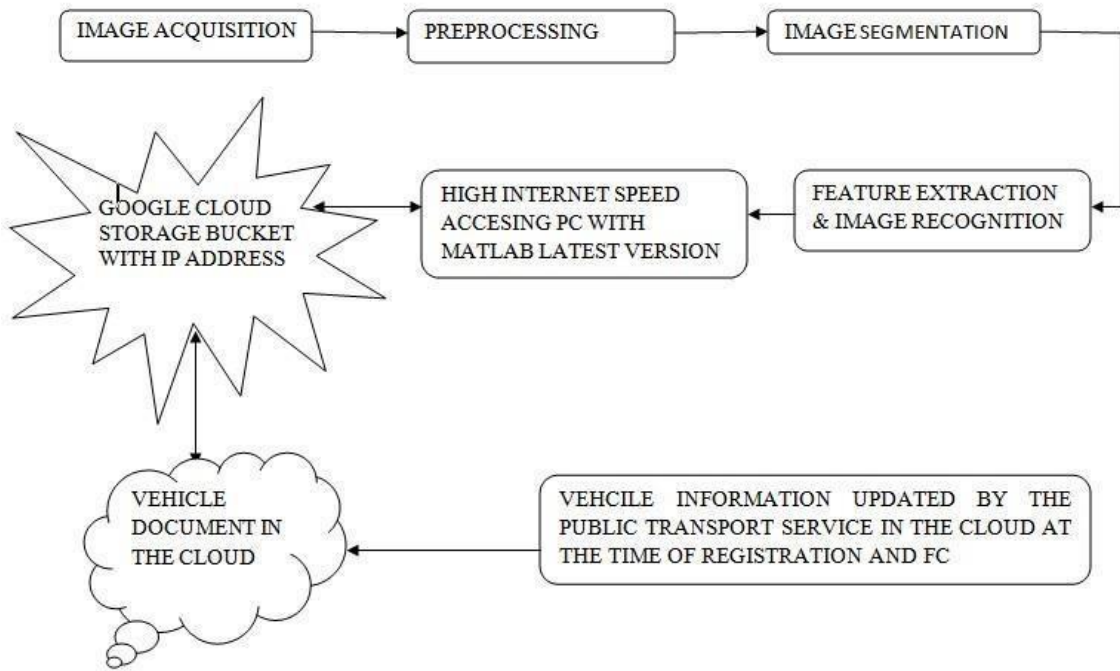 IMAGE ACQUISITION
PREPROCESSING
IMAGE SEGMENTATION
GOOGLE CLOUD
STORAGE BUCKET
WITH IP ADDRESS
HIGH INTERNET SPEED
ACCESING PC WITH
MATLAB LATEST VERSION
FEATURE EXTRACTION
& IMAGE RECOGNITION
VEHICLE
DOCUMENT IN
THE CLOUD
VEHCILE INFORMATION UPDATED BY THE
PUBLIC TRANSPORT SERVICE IN THE CLOUD AT
THE TIME OF REGISTRATION AND FC